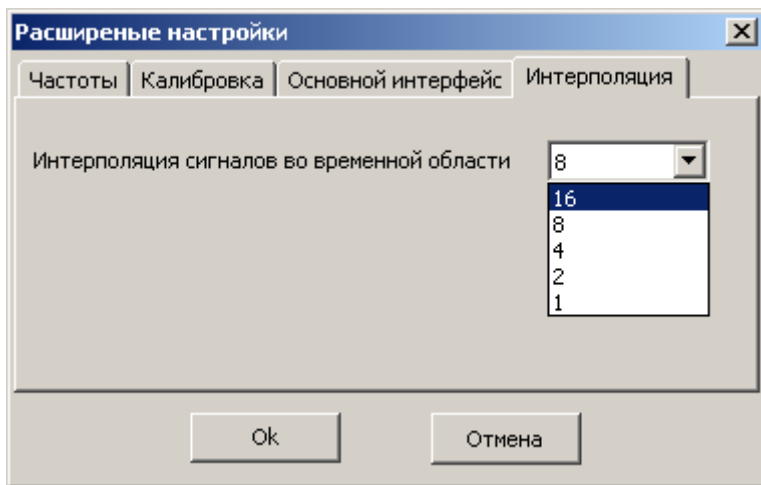 Расширеные настройки
Частоты Калибровка Основной интерфейс Интерполяция
Интерполяция сигналов во временной области 8
16
8
4
2
1
Ok Отмена